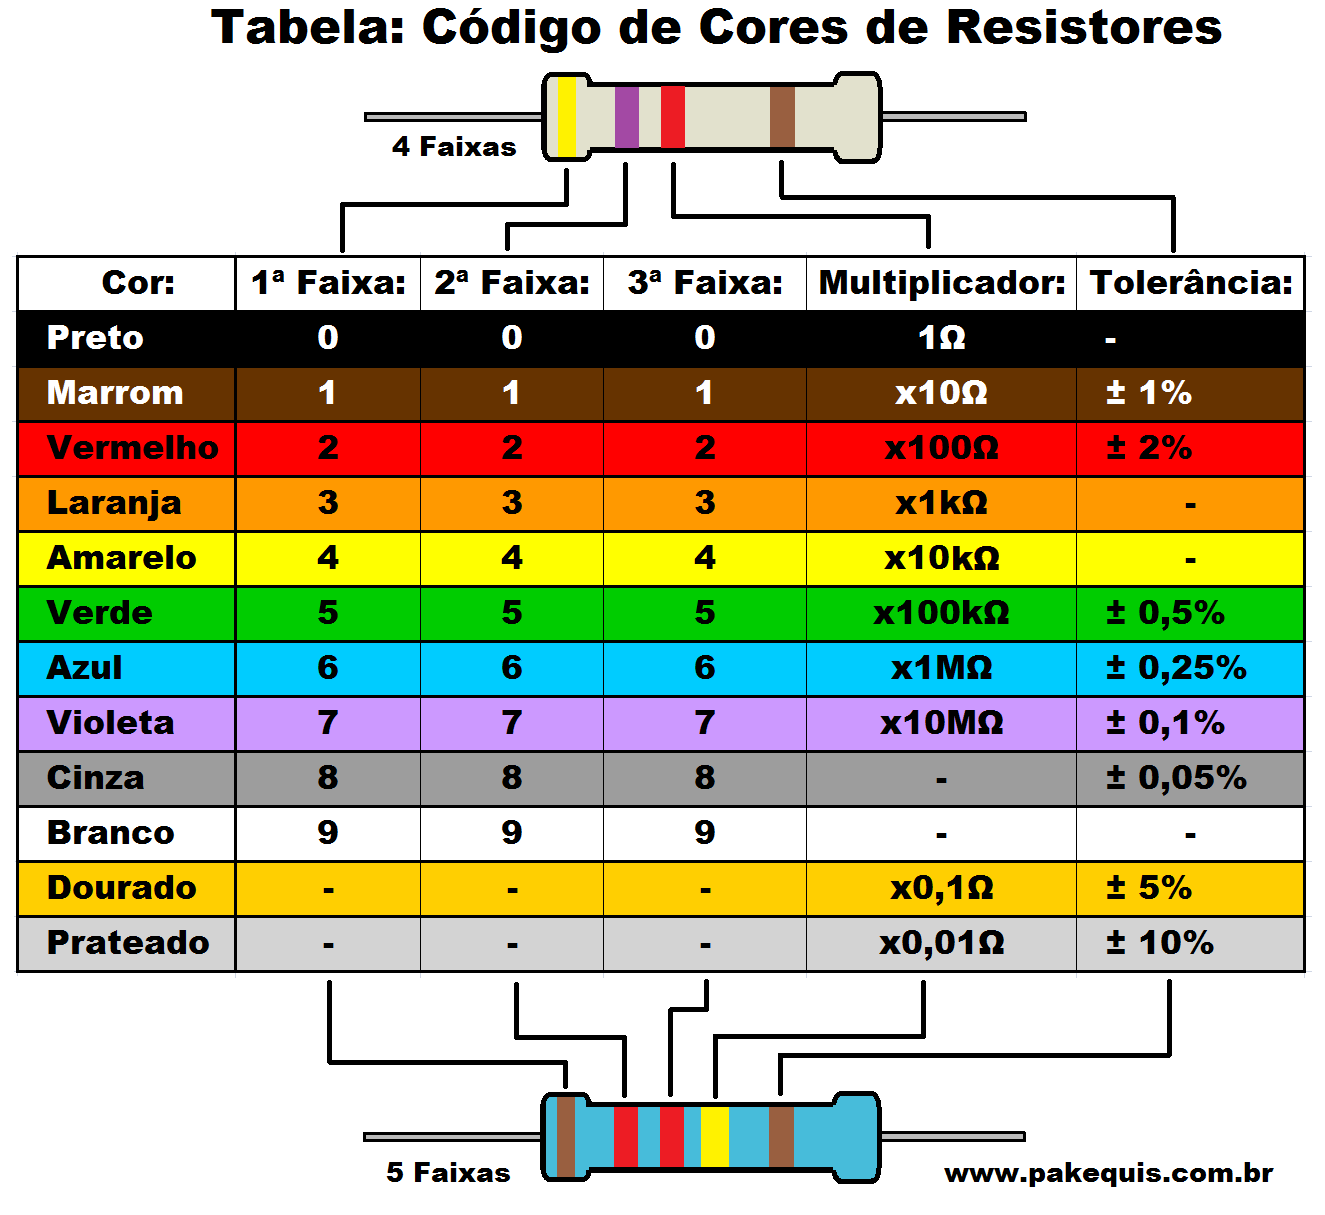 Tabela: Código de Cores de Resistores
4 Faixas
Cor: 1ª Faixa: 2ª Faixa: 3ª Faixa: Multiplicador: Tolerância:
Preto 0 0 0 1Ω -
Marrom 1 1 1 x10Ω ± 1%
Vermelho 2 2 2 x100Ω ± 2%
Laranja 3 3 3 x1kΩ -
Amarelo 4 4 4 x10kΩ -
Verde 5 5 5 x100kΩ ± 0,5%
Azul 6 6 6 x1MΩ ± 0,25%
Violeta 7 7 7 x10MΩ ± 0,1%
Cinza 8 8 8 - ± 0,05%
Branco 9 9 9 - -
Dourado - - - x0,1Ω ± 5%
Prateado - - - x0,01Ω ± 10%
5 Faixas
www.pakequis.com.br